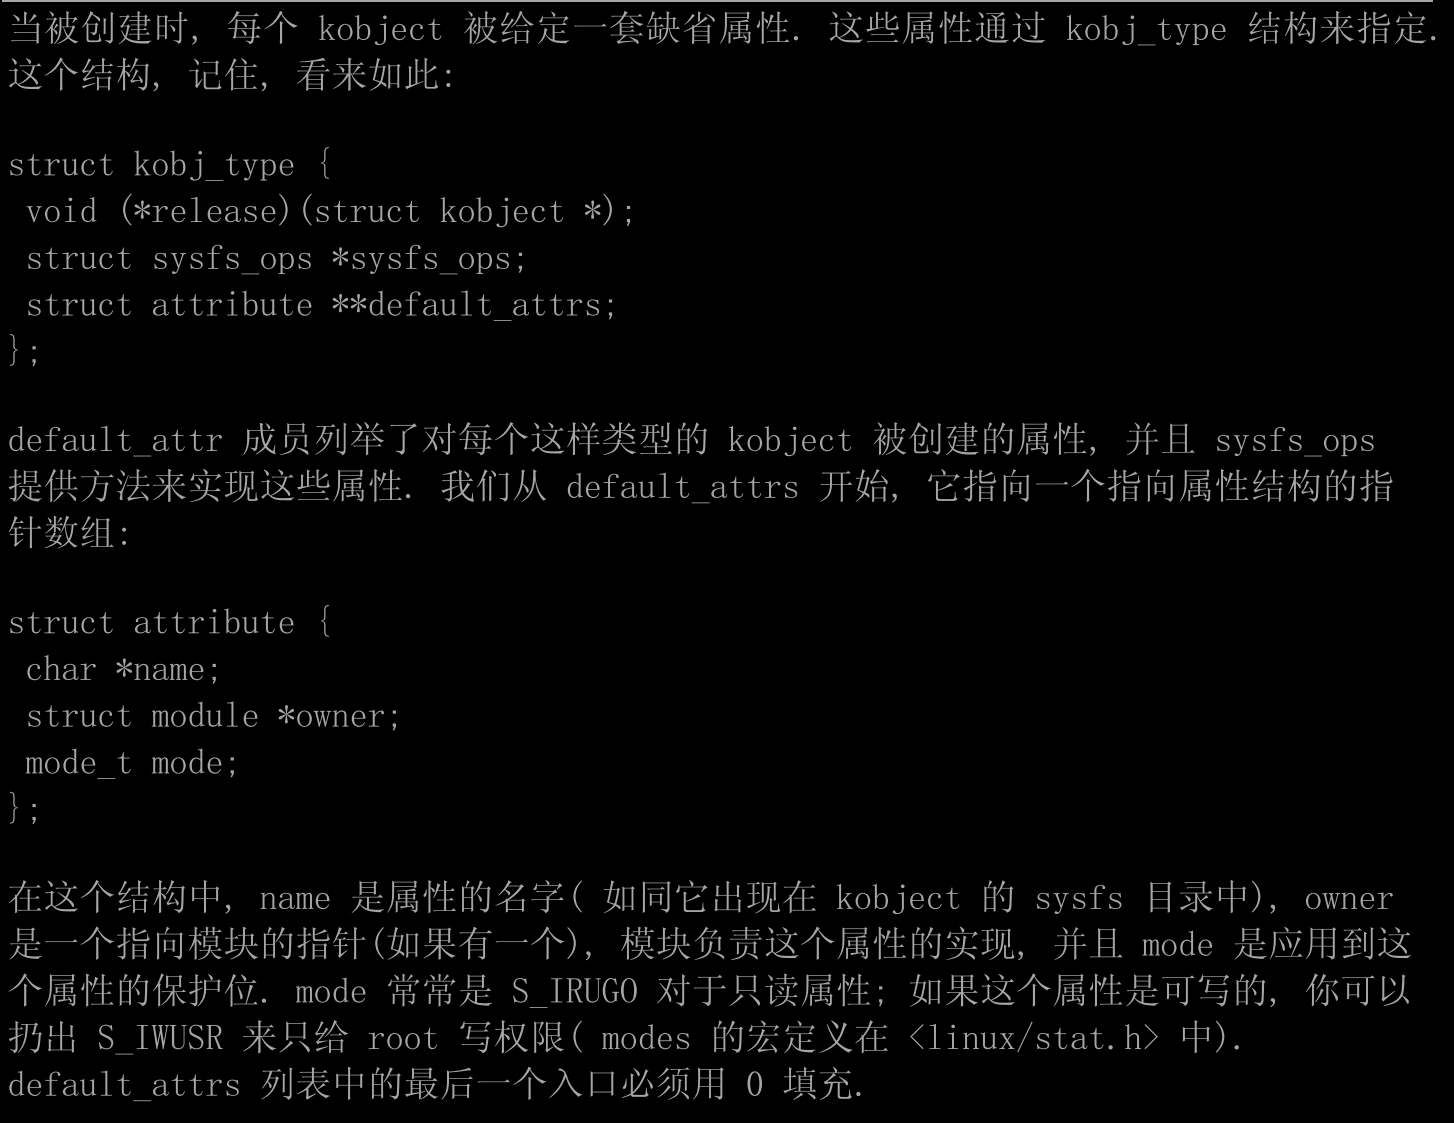 当被创建时, 每个 kobject 被给定一套缺省属性. 这些属性通过 kobj_type 结构来指定.
这个结构, 记住, 看来如此:
struct kobj_type {
void (*release)(struct kobject *);
struct sysfs_ops *sysfs_ops;
struct attribute **default_attrs;
};
default_attr 成员列举了对每个这样类型的 kobject 被创建的属性, 并且 sysfs_ops
提供方法来实现这些属性. 我们从 default_attrs 开始, 它指向一个指向属性结构的指
针数组:
struct attribute {
char *name;
struct module *owner;
mode_t mode;
};
在这个结构中, name 是属性的名字( 如同它出现在 kobject 的 sysfs 目录中), owner
是一个指向模块的指针(如果有一个), 模块负责这个属性的实现, 并且 mode 是应用到这
个属性的保护位. mode 常常是 S_IRUGO 对于只读属性; 如果这个属性是可写的, 你可以
扔出 S_IWUSR 来只给 root 写权限( modes 的宏定义在 <linux/stat.h> 中).
default_attrs 列表中的最后一个入口必须用 0 填充.